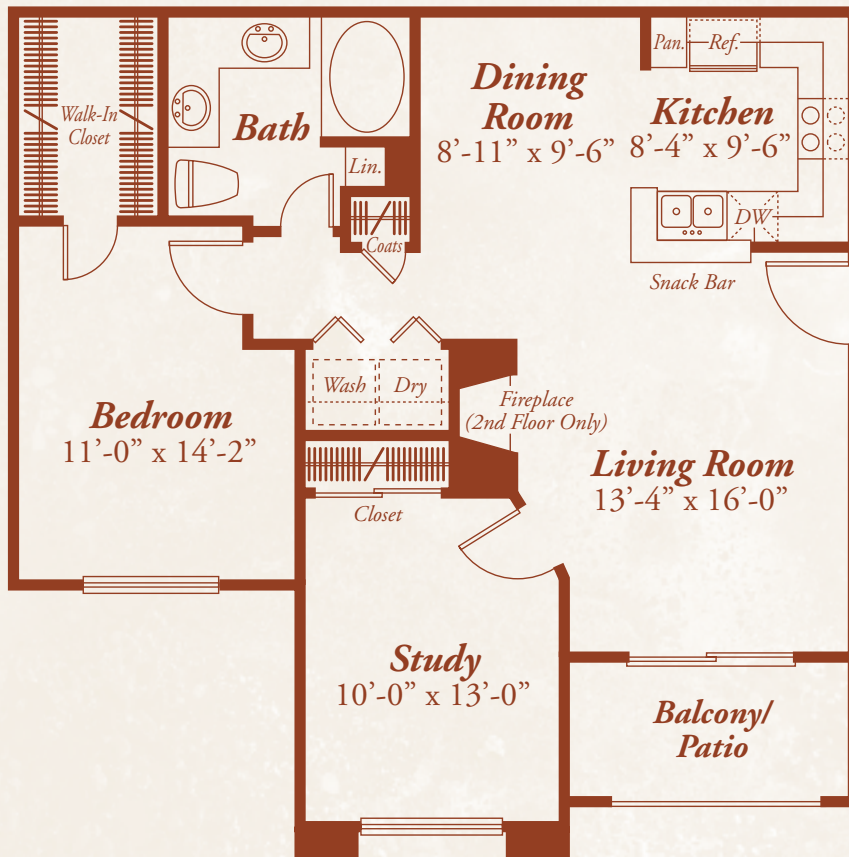 Walk-In
Closet
Bath
Lin.
Coats
Dining
Room
8’-11” x 9’-6”
Pan.
Ref.
Kitchen
8’-4” x 9’-6”
DW
Snack Bar
Wash
Dry
Fireplace
(2nd Floor Only)
Bedroom
11’-0” x 14’-2”
Living Room
13’-4” x 16’-0”
Closet
Study
10’-0” x 13’-0”
Balcony/
Patio